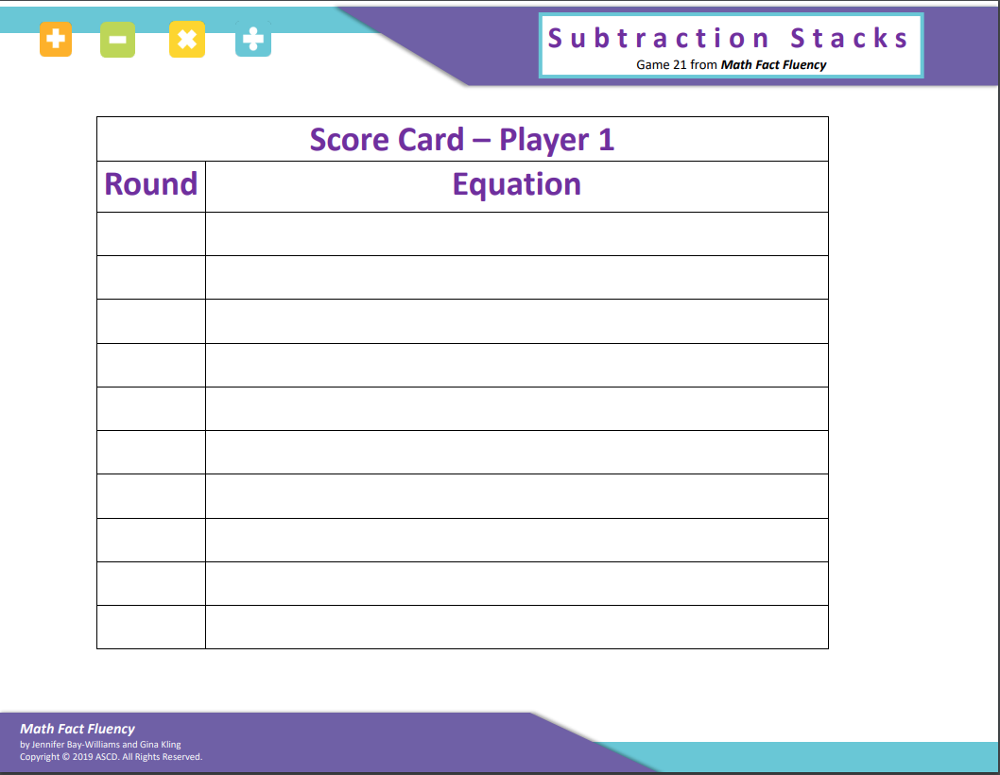 Subtraction Stacks
Game 21 from Math Fact Fluency
Score Card – Player 1
Round Equation
Math Fact Fluency
by Jennifer Bay-Williams and Gina Kling
Copyright © 2019 ASCD. All Rights Reserved.